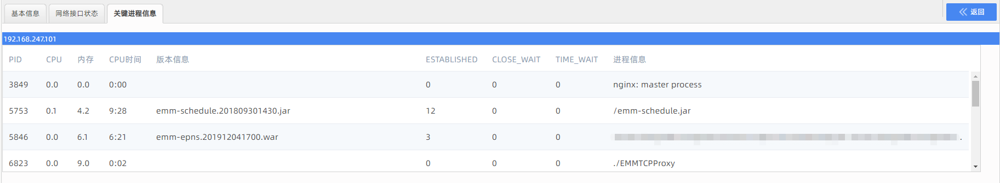 基本信息 网络接口状态 关键进程信息 返回
192.168.247.101
PID CPU 内存 CPU时间 版本信息 ESTABLISHED CLOSE_WAIT TIME_WAIT 进程信息
3849 0.0 0.0 0:00 0 0 0 nginx: master process
5753 0.1 4.2 9:28 emm-schedule.201809301430.jar 12 0 0 /emm-schedule.jar
5846 0.0 6.1 6:21 emm-epns.201912041700.war 3 0 0 .
6823 0.0 9.0 0:02 0 0 0 ./EMMTCPProxy